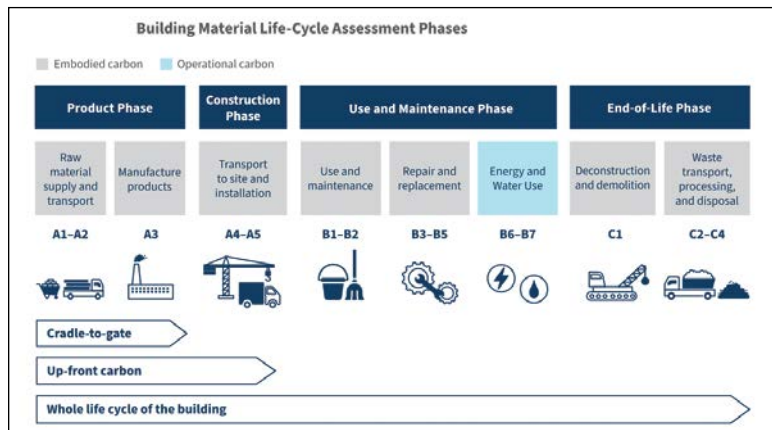 Building Material Life-Cycle Assessment Phases
Embodied carbon
Operational carbon
Product Phase
Construction
Phase
Use and Maintenance Phase
End-of-Life Phase
Raw
material
supply and
transport
Manufacture
products
Transport
to site and
installation
Use and
maintenance
Repair and
replacement
Energy and
Water Use
Deconstruction
and demolition
Waste
transport,
processing,
and disposal
A1–A2
A3
A4–A5
B1–B2
B3–B5
B6–B7
C1
C2–C4
Cradle-to-gate
Up-front carbon
Whole life cycle of the building